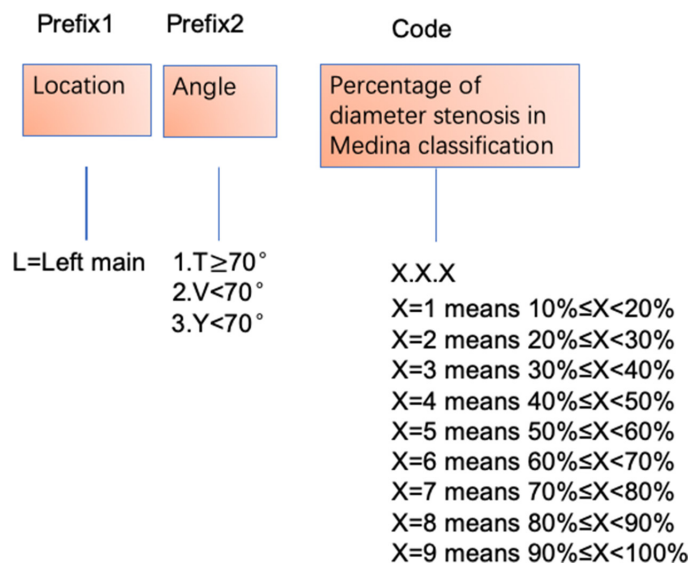 Prefix1
Prefix2
Code
Location
Angle
Percentage of
diameter stenosis in
Medina classification
L=Left main
1.T≥70°
2.V<70°
3.Y<70°
X.X.X
X=1 means 10%≤X<20%
X=2 means 20%≤X<30%
X=3 means 30%≤X<40%
X=4 means 40%≤X<50%
X=5 means 50%≤X<60%
X=6 means 60%≤X<70%
X=7 means 70%≤X<80%
X=8 means 80%≤X<90%
X=9 means 90%≤X<100%